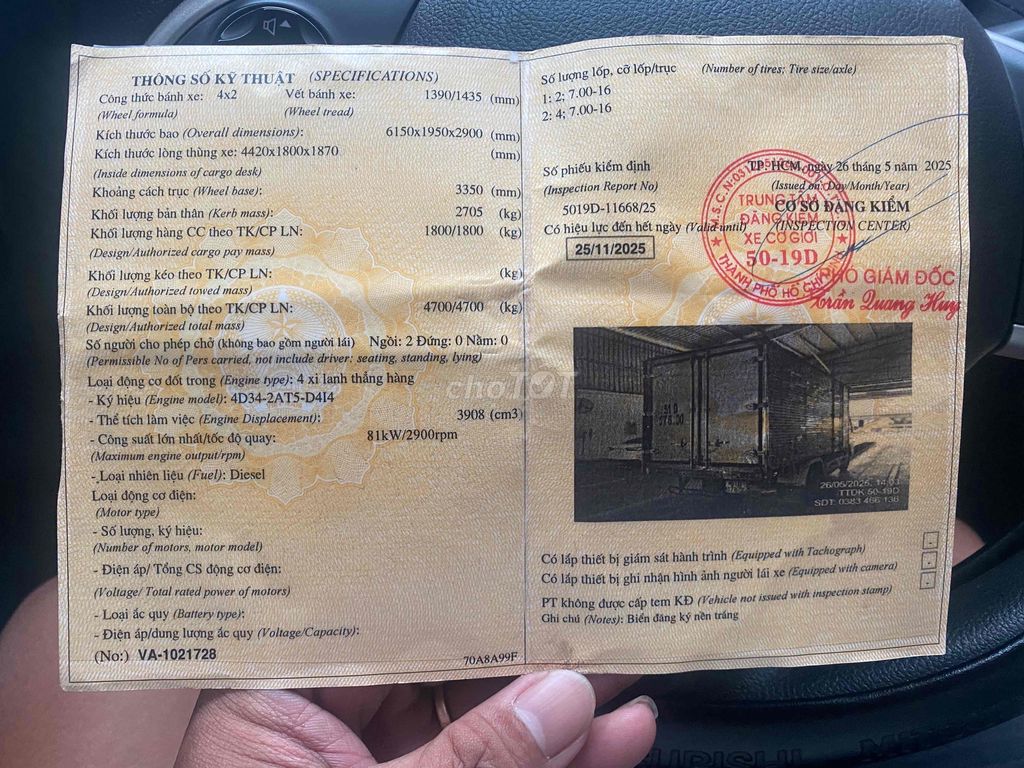 THÔNG SỐ KỸ THUẬT (SPECIFICATIONS)
Công thức bánh xe: 4x2 Vết bánh xe: 1390/1435 (mm)
(Wheel formula) (Wheel tread)
Kích thước bao (Overall dimensions): 6150x1950x2900 (mm)
Kích thước lòng thùng xe: 4420x1800x1870 (mm)
(Inside dimensions of cargo desk)
Khoảng cách trục (Wheel base): 3350 (mm)
Khối lượng bản thân (Kerb mass): 2705 (kg)
Khối lượng hàng CC theo TK/CP LN: 1800/1800 (kg)
(Design/Authorized cargo pay mass)
Khối lượng kéo theo TK/CP LN: (kg)
(Design/Authorized towed mass)
Khối lượng toàn bộ theo TK/CP LN: 4700/4700 (kg)
(Design/Authorized total mass)
Số người cho phép chở (không bao gồm người lái) Ngồi: 2 Đứng: 0 Nằm: 0
(Permissible No of Pers carried, not include driver: seating, standing, lying)
Loại động cơ đốt trong (Engine type): 4 xi lanh thẳng hàng
- Ký hiệu (Engine model): 4D34-2AT5-D4I4
- Thể tích làm việc (Engine Displacement): 3908 (cm3)
- Công suất lớn nhất/tốc độ quay: 81kW/2900rpm
(Maximum engine output/rpm)
- Loại nhiên liệu (Fuel): Diesel
Loại động cơ điện:
(Motor type)
- Số lượng, ký hiệu:
(Number of motors, motor model)
- Điện áp/ Tổng CS động cơ điện:
(Voltage/ Total rated power of motors)
- Loại ắc quy (Battery type):
- Điện áp/dung lượng ắc quy (Voltage/Capacity):
(No:) VA-1021728 70A8A99F
Số lượng lốp, cỡ lốp/trục (Number of tires; Tire size/axle)
1: 2; 7.00-16
2: 4; 7.00-16
Số phiếu kiểm định
(Inspection Report No)
5019D-11668/25
Có hiệu lực đến hết ngày (Valid until)
25/11/2025
TP. HCM, ngày 26 tháng 5 năm 2025
(Issued on: Day/Month/Year)
CƠ SỞ ĐĂNG KIỂM
(INSPECTION CENTER)
TRUNG TÂM
ĐĂNG KIỂM
XE CƠ GIỚI
50-19D
THÀNH PHỐ HỒ CHÍ
PHÓ GIÁM ĐỐC
Trần Quang Huy
choTỐT
26/05/2025, 14:03
TTDK 50-19D
SDT: 0383 466 136
Có lắp thiết bị giám sát hành trình (Equipped with Tachograph)
Có lắp thiết bị ghi nhận hình ảnh người lái xe (Equipped with camera)
PT không được cấp tem KĐ (Vehicle not issued with inspection stamp)
Ghi chú (Notes): Biển đăng ký nền trắng